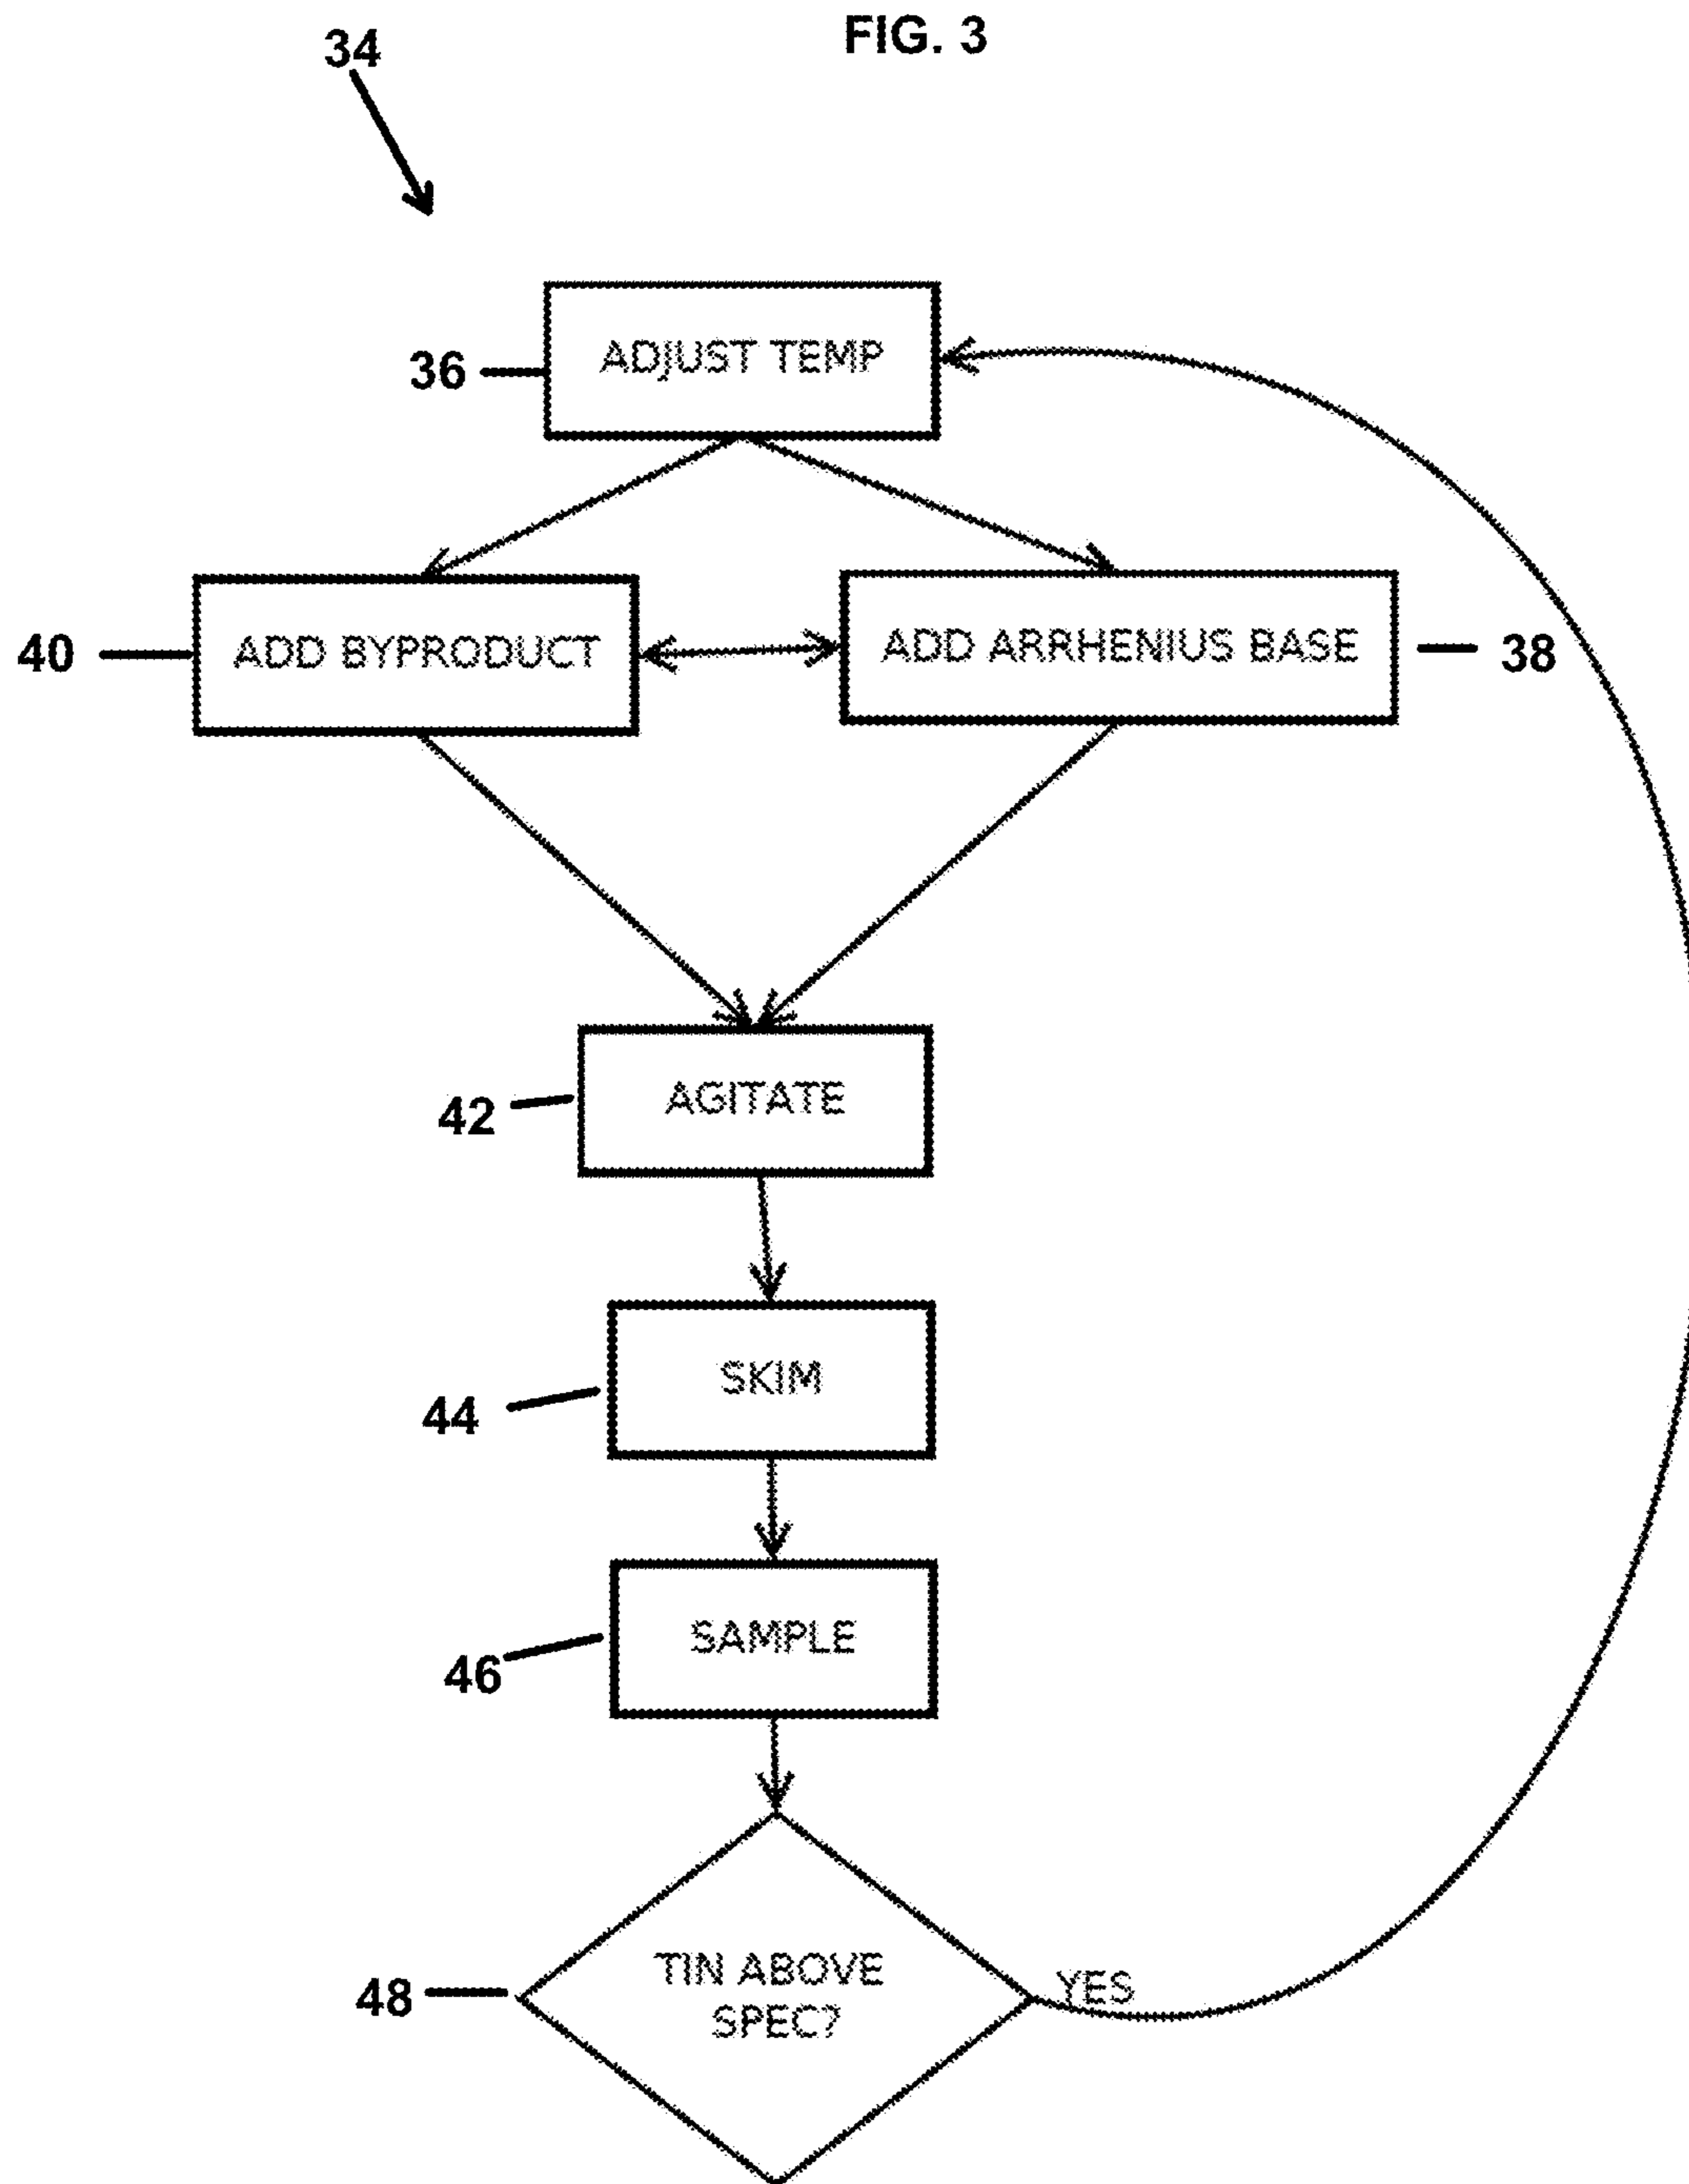 FIG. 3
34
ADJUST TEMP
36
40
ADD BYPRODUCT
ADD ARRHENIUS BASE
38
AGITATE
42
SKIM
44
SAMPLE
46
TIN ABOVE
SPEC?
48
YES